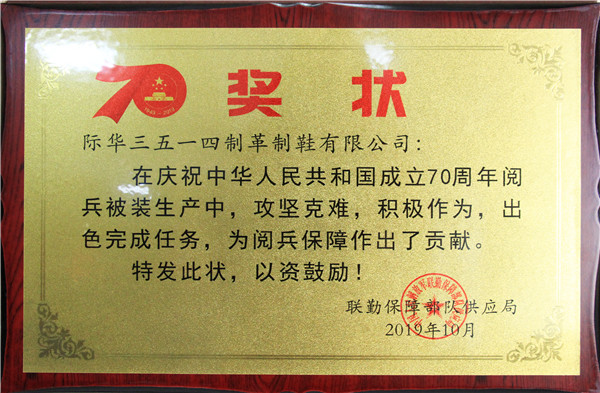 70 奖状
际华三五一四制革制鞋有限公司：
在庆祝中华人民共和国成立70周年阅
兵被装生产中，攻坚克难，积极作为，出
色完成任务，为阅兵保障作出了贡献。
特发此状，以资鼓励！
联勤保障部队供应局
2019年10月